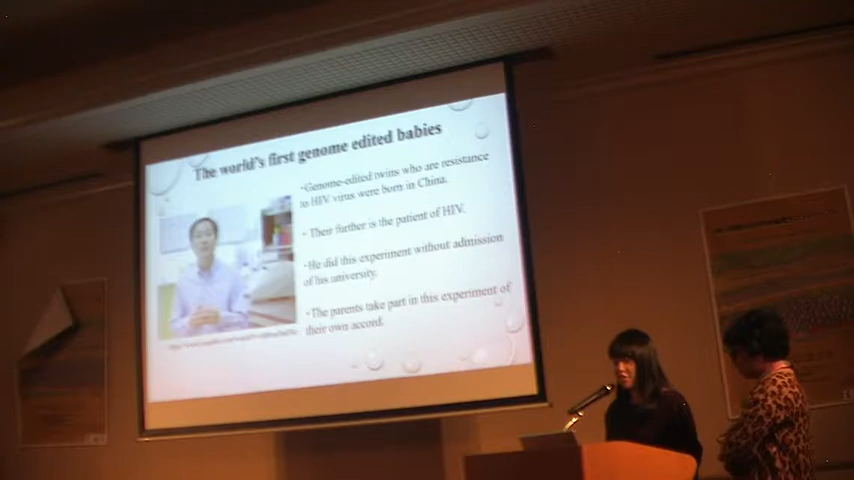 The world's first genome edited babies
•Genome-edited twins who are resistance
to HIV virus were born in China.
•Their further is the patient of HIV.
•He did this experiment without admission
of his university.
•The parents take part in this experiment of
their own accord.